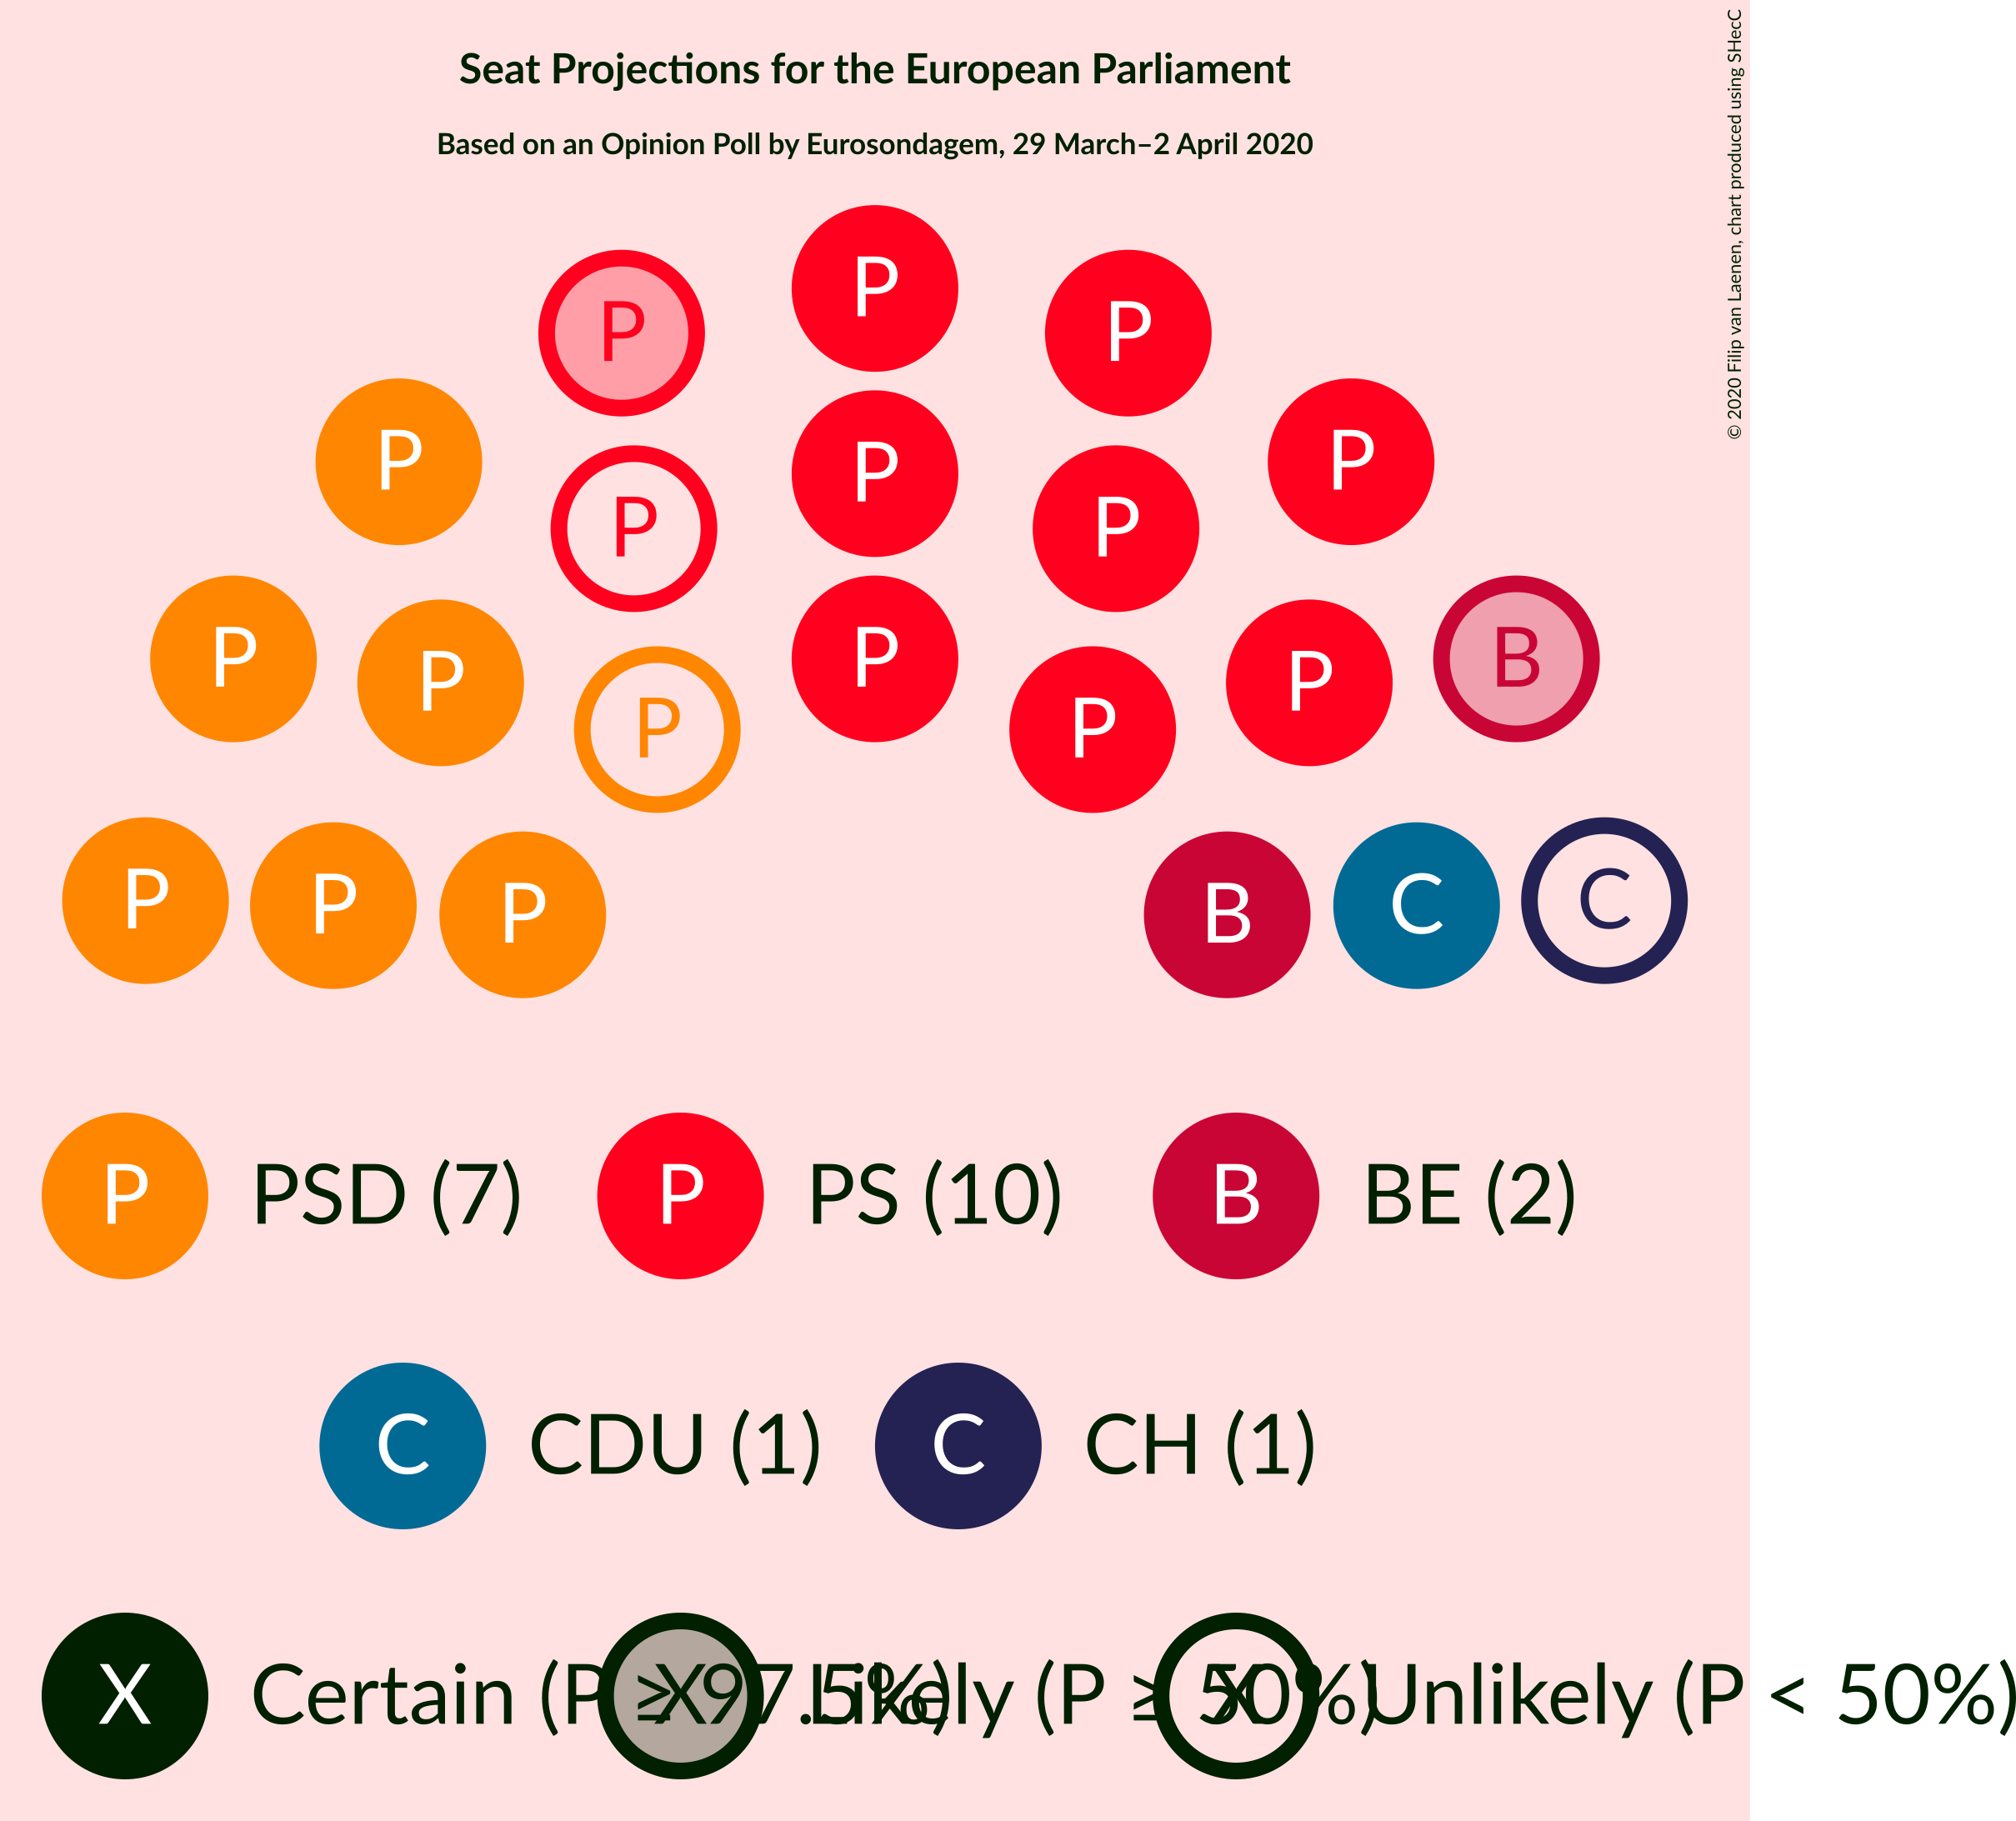 Seat Projections for the European Parliament
Based on an Opinion Poll by Eurosondagem, 29 March–2 April 2020
© 2020 Filip van Laenen, chart produced using SHecC
P
P P
P P
P
P P
P P
P P
P B
P P
P P P B C C
P PSD (7) P PS (10) B BE (2)
C CDU (1) C CH (1)
X Certain (P ≥ 97.5%) X Likely (P ≥ 50%) X Unlikely (P < 50%)